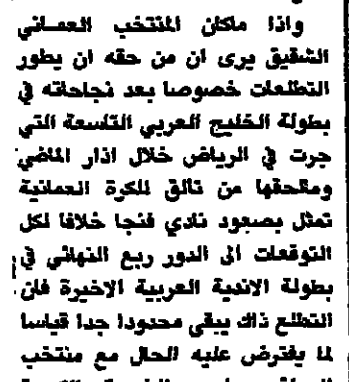 واذا ماكان المنتخب العماني
الشقيق يرى ان من حقه ان يطور
التطلعات خصوصا بعد نجاحاته في
بطولة الخليج العربي التاسعة التي
جرت في الرياض خلال اذار الماضي
وملحقها من تالق للكرة العمانية
تمثل بصعود نادي فنجا خلافا لكل
التوقعات الى الدور ربع النهائي في
بطولة الاندية العربية الاخيرة فان
التطلع ذاك يبقى محدودا جدا قياسا
لما يفترض عليه الحال مع منتخب